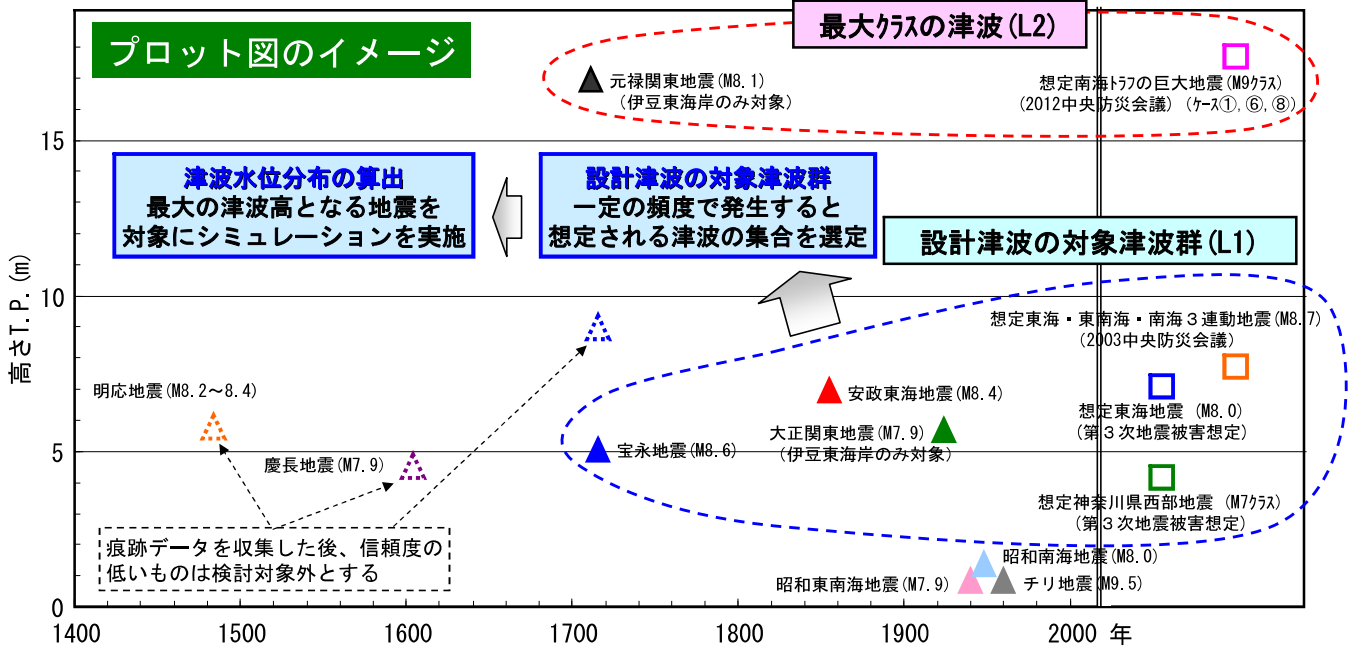 プロット図のイメージ
最大クラスの津波(L2)
元禄関東地震(M8.1)
(伊豆東海岸のみ対象)
想定南海トラフの巨大地震(M9クラス)
(2012中央防災会議)(ケース①,⑥,⑧)
津波水位分布の算出
最大の津波高となる地震を
対象にシミュレーションを実施
設計津波の対象津波群
一定の頻度で発生すると
想定される津波の集合を選定
設計津波の対象津波群(L1)
想定東海・東南海・南海3連動地震(M8.7)
(2003中央防災会議)
明応地震(M8.2~8.4)
安政東海地震(M8.4)
想定東海地震 (M8.0)
(第3次地震被害想定)
慶長地震(M7.9)
宝永地震(M8.6)
大正関東地震(M7.9)
(伊豆東海岸のみ対象)
想定神奈川県西部地震 (M7クラス)
(第3次地震被害想定)
痕跡データを収集した後、信頼度の
低いものは検討対象外とする
昭和南海地震(M8.0)
昭和東南海地震(M7.9)
チリ地震(M9.5)
高さT.P.(m)
15
10
5
0
1400 1500 1600 1700 1800 1900 2000 年